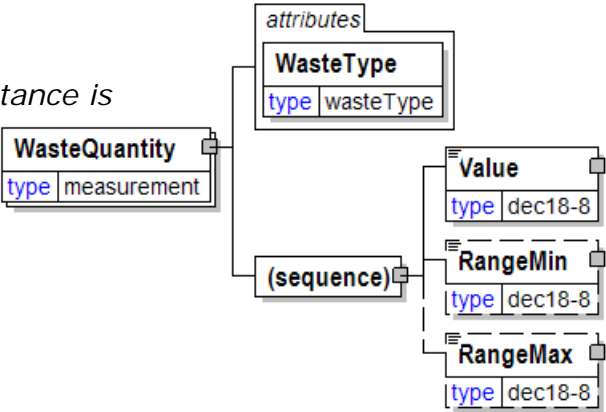 attributes
WasteType
type wasteType
tance is
WasteQuantity
type measurement
Value
type dec18-8
(sequence)
RangeMin
type dec18-8
RangeMax
type dec18-8